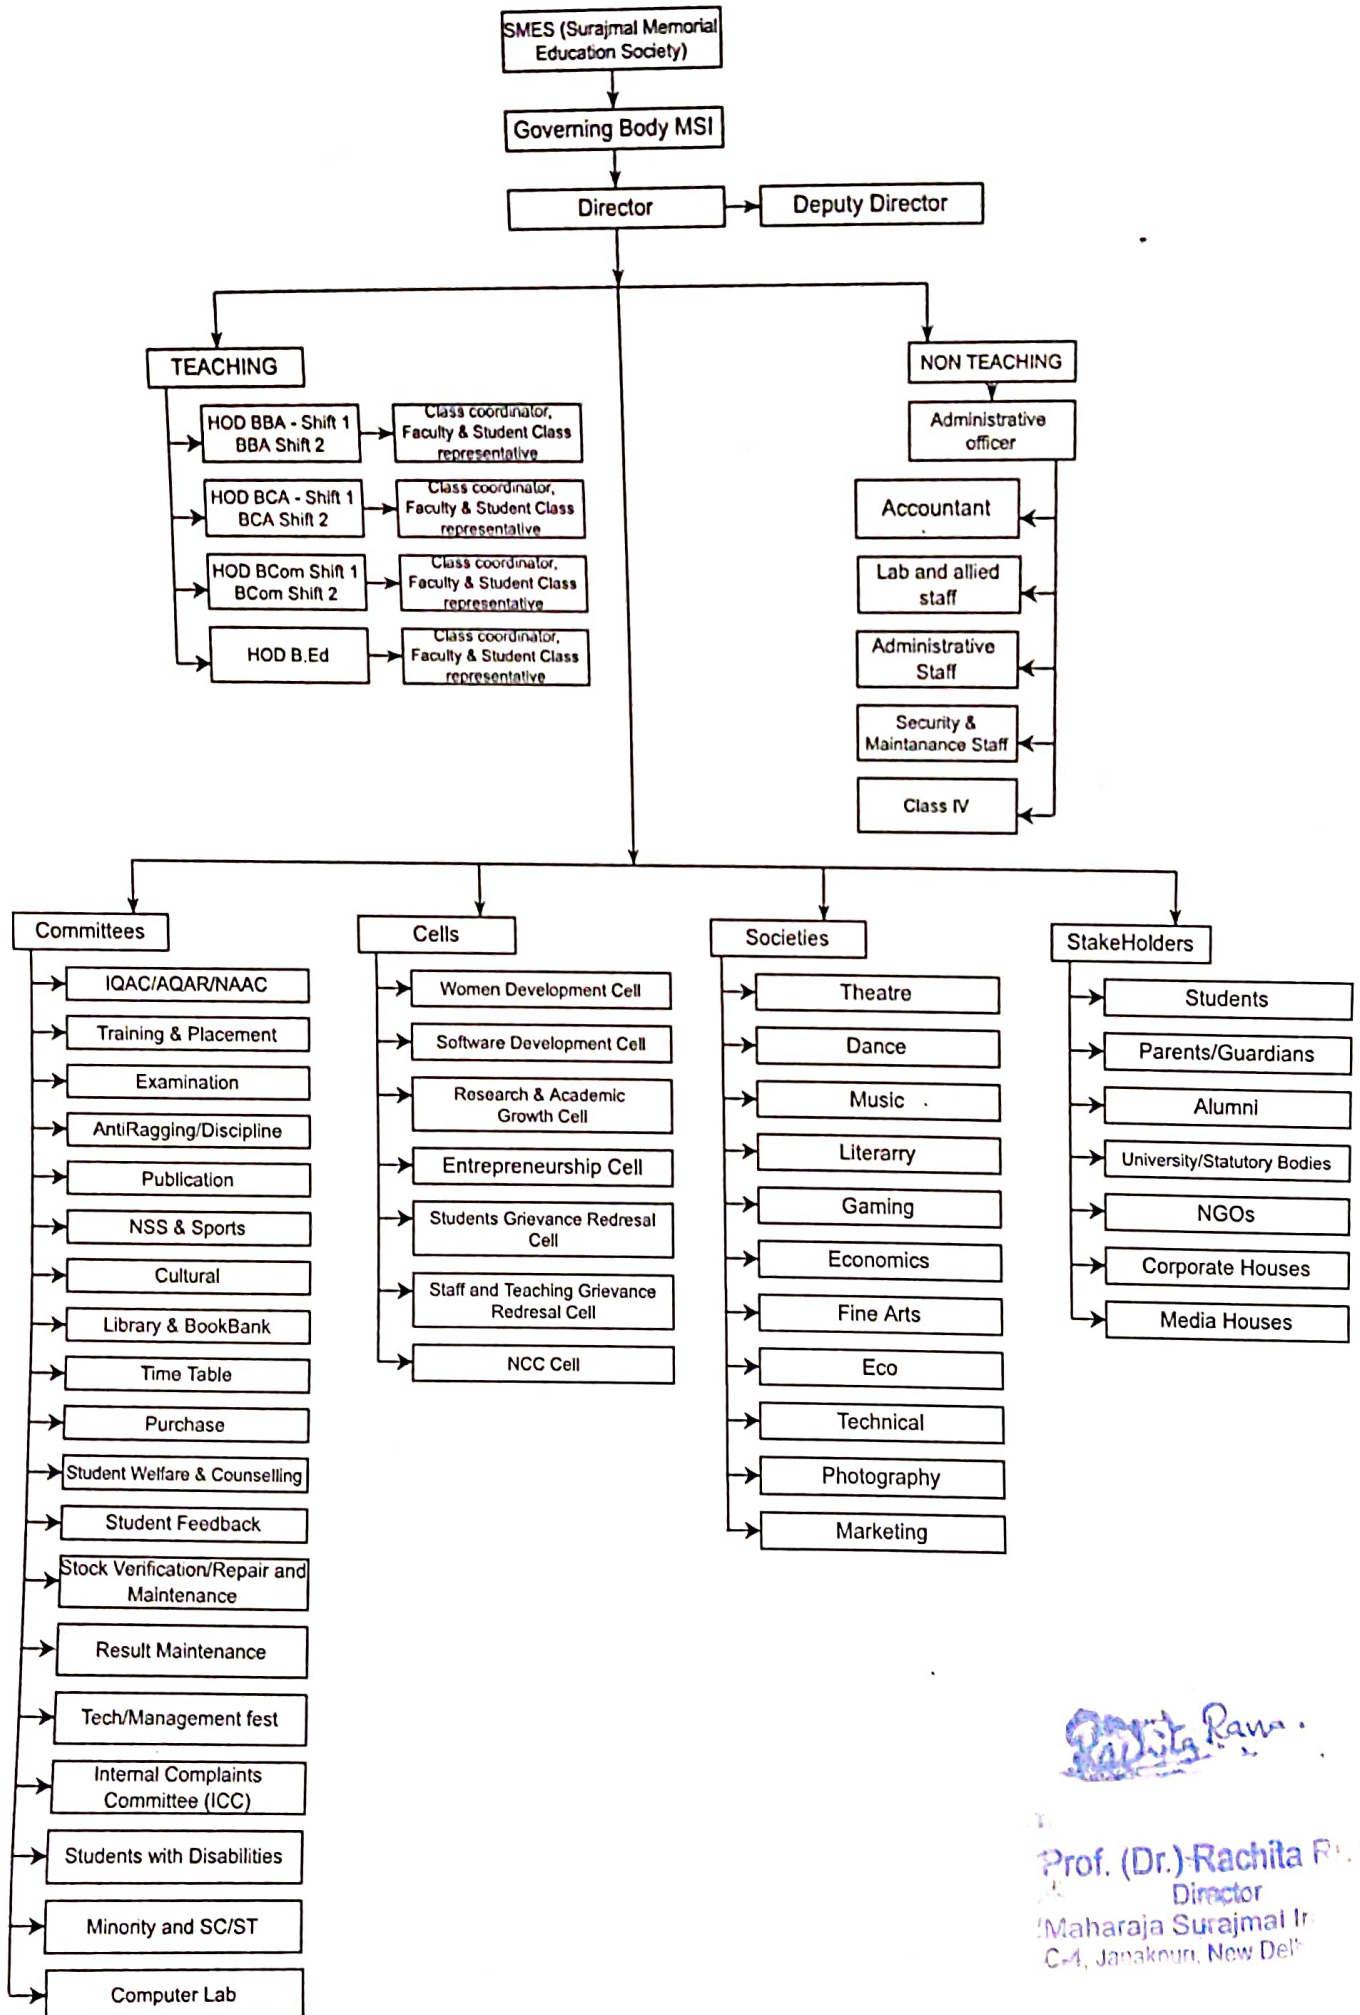 SMES (Surajmal Memorial
Education Society)
Governing Body MSI
Director
Deputy Director
TEACHING
HOD BBA - Shift 1
BBA Shift 2
Class coordinator,
Faculty & Student Class
representative
HOD BCA - Shift 1
BCA Shift 2
Class coordinator,
Faculty & Student Class
representative
HOD BCom Shift 1
BCom Shift 2
Class coordinator,
Faculty & Student Class
representative
HOD B.Ed
Class coordinator,
Faculty & Student Class
representative
NON TEACHING
Administrative
officer
Accountant
Lab and allied
staff
Administrative
Staff
Security &
Maintanance Staff
Class IV
Committees
IQAC/AQAR/NAAC
Training & Placement
Examination
AntiRagging/Discipline
Publication
NSS & Sports
Cultural
Library & BookBank
Time Table
Purchase
Student Welfare & Counselling
Student Feedback
Stock Verification/Repair and
Maintenance
Result Maintenance
Tech/Management fest
Internal Complaints
Committee (ICC)
Students with Disabilities
Minority and SC/ST
Computer Lab
Cells
Women Development Cell
Software Development Cell
Research & Academic
Growth Cell
Entrepreneurship Cell
Students Grievance Redresal
Cell
Staff and Teaching Grievance
Redresal Cell
NCC Cell
Societies
Theatre
Dance
Music
Literarry
Gaming
Economics
Fine Arts
Eco
Technical
Photography
Marketing
StakeHolders
Students
Parents/Guardians
Alumni
University/Statutory Bodies
NGOs
Corporate Houses
Media Houses
Rachita Rana
Prof. (Dr.) Rachita
Director
Maharaja Surajmal
C-4, Janakpuri, New